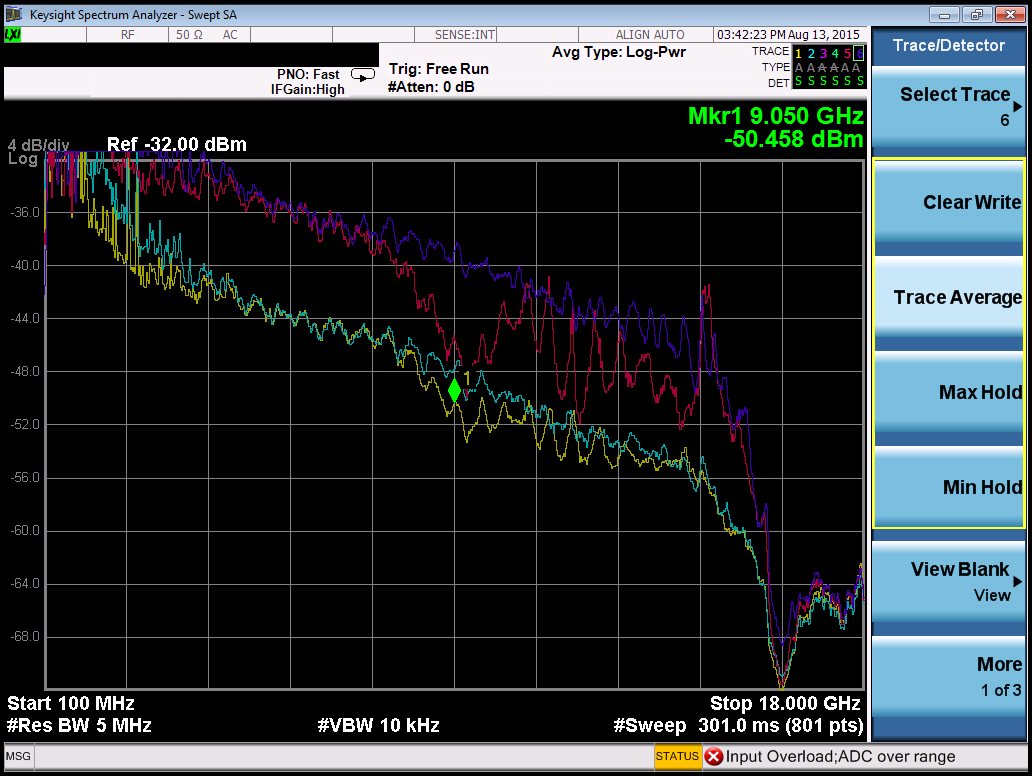 Keysight Spectrum Analyzer - Swept SA
LXI
RF 50 Ω AC SENSE:INT ALIGN AUTO 03:42:23 PM Aug 13, 2015
PNO: Fast
IFGain:High
Trig: Free Run
#Atten: 0 dB
Avg Type: Log-Pwr
TRACE 1 2 3 4 5 6
TYPE A A A A A A
DET S S S S S S
Mkr1 9.050 GHz
-50.458 dBm
4 dB/div
Log
Ref -32.00 dBm
-36.0
-40.0
-44.0
-48.0
-52.0
-56.0
-60.0
-64.0
-68.0
1
Start 100 MHz
Stop 18.000 GHz
#Res BW 5 MHz
#VBW 10 kHz
#Sweep 301.0 ms (801 pts)
MSG
STATUS
Input Overload;ADC over range
Trace/Detector
Select Trace
6
Clear Write
Trace Average
Max Hold
Min Hold
View Blank
View
More
1 of 3